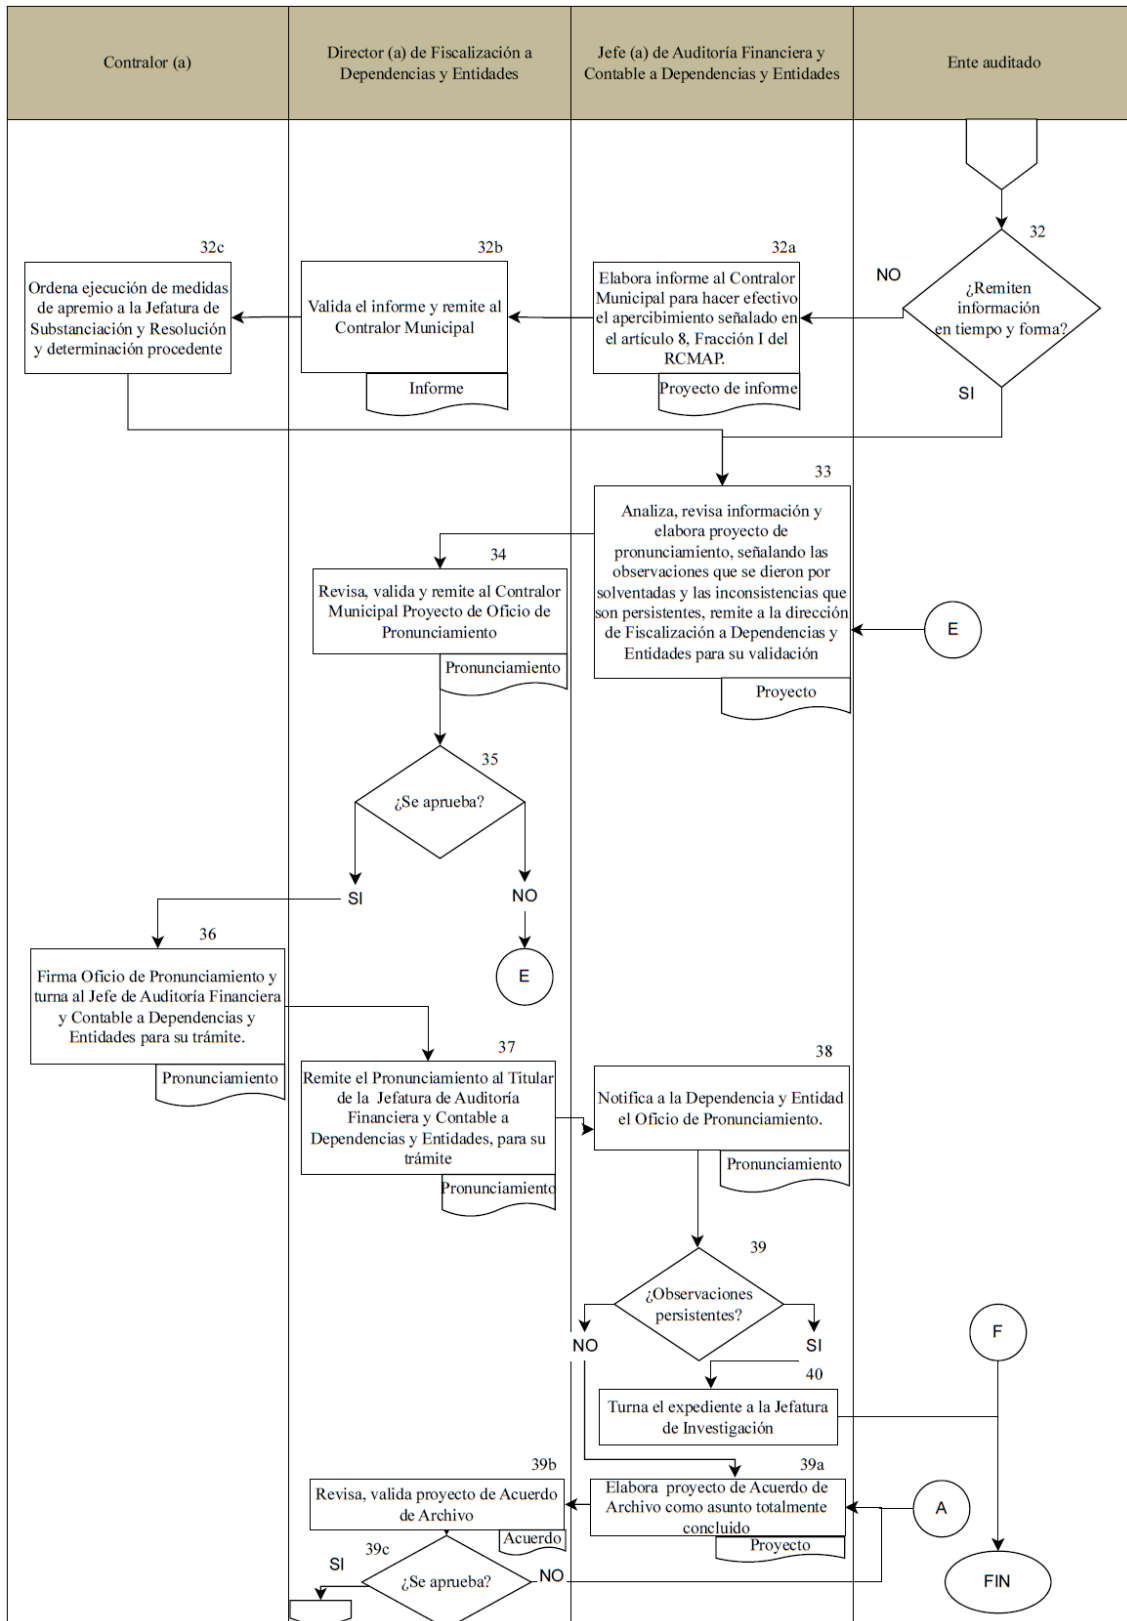 Contralor (a)
Director (a) de Fiscalización a
Dependencias y Entidades
Jefe (a) de Auditoría Financiera y
Contable a Dependencias y Entidades
Ente auditado
32
¿Remiten
información
en tiempo y forma?
NO
SI
32a
Elabora informe al Contralor
Municipal para hacer efectivo
el apercibimiento señalado en
el artículo 8, Fracción I del
RCMAP.
Proyecto de informe
32b
Valida el informe y remite al
Contralor Municipal
Informe
32c
Ordena ejecución de medidas
de apremio a la Jefatura de
Substanciación y Resolución
y determinación procedente
33
Analiza, revisa información y
elabora proyecto de
pronunciamiento, señalando las
observaciones que se dieron por
solventadas y las inconsistencias que
son persistentes, remite a la dirección
de Fiscalización a Dependencias y
Entidades para su validación
Proyecto
E
34
Revisa, valida y remite al Contralor
Municipal Proyecto de Oficio de
Pronunciamiento
Pronunciamiento
35
¿Se aprueba?
SI
NO
E
36
Firma Oficio de Pronunciamiento y
turna al Jefe de Auditoría Financiera
y Contable a Dependencias y
Entidades para su trámite.
Pronunciamiento
37
Remite el Pronunciamiento al Titular
de la Jefatura de Auditoría
Financiera y Contable a
Dependencias y Entidades, para su
trámite
Pronunciamiento
38
Notifica a la Dependencia y Entidad
el Oficio de Pronunciamiento.
Pronunciamiento
39
¿Observaciones
persistentes?
NO
SI
F
40
Turna el expediente a la Jefatura
de Investigación
39a
Elabora proyecto de Acuerdo de
Archivo como asunto totalmente
concluido
Proyecto
A
39b
Revisa, valida proyecto de Acuerdo
de Archivo
Acuerdo
39c
¿Se aprueba?
SI
NO
FIN